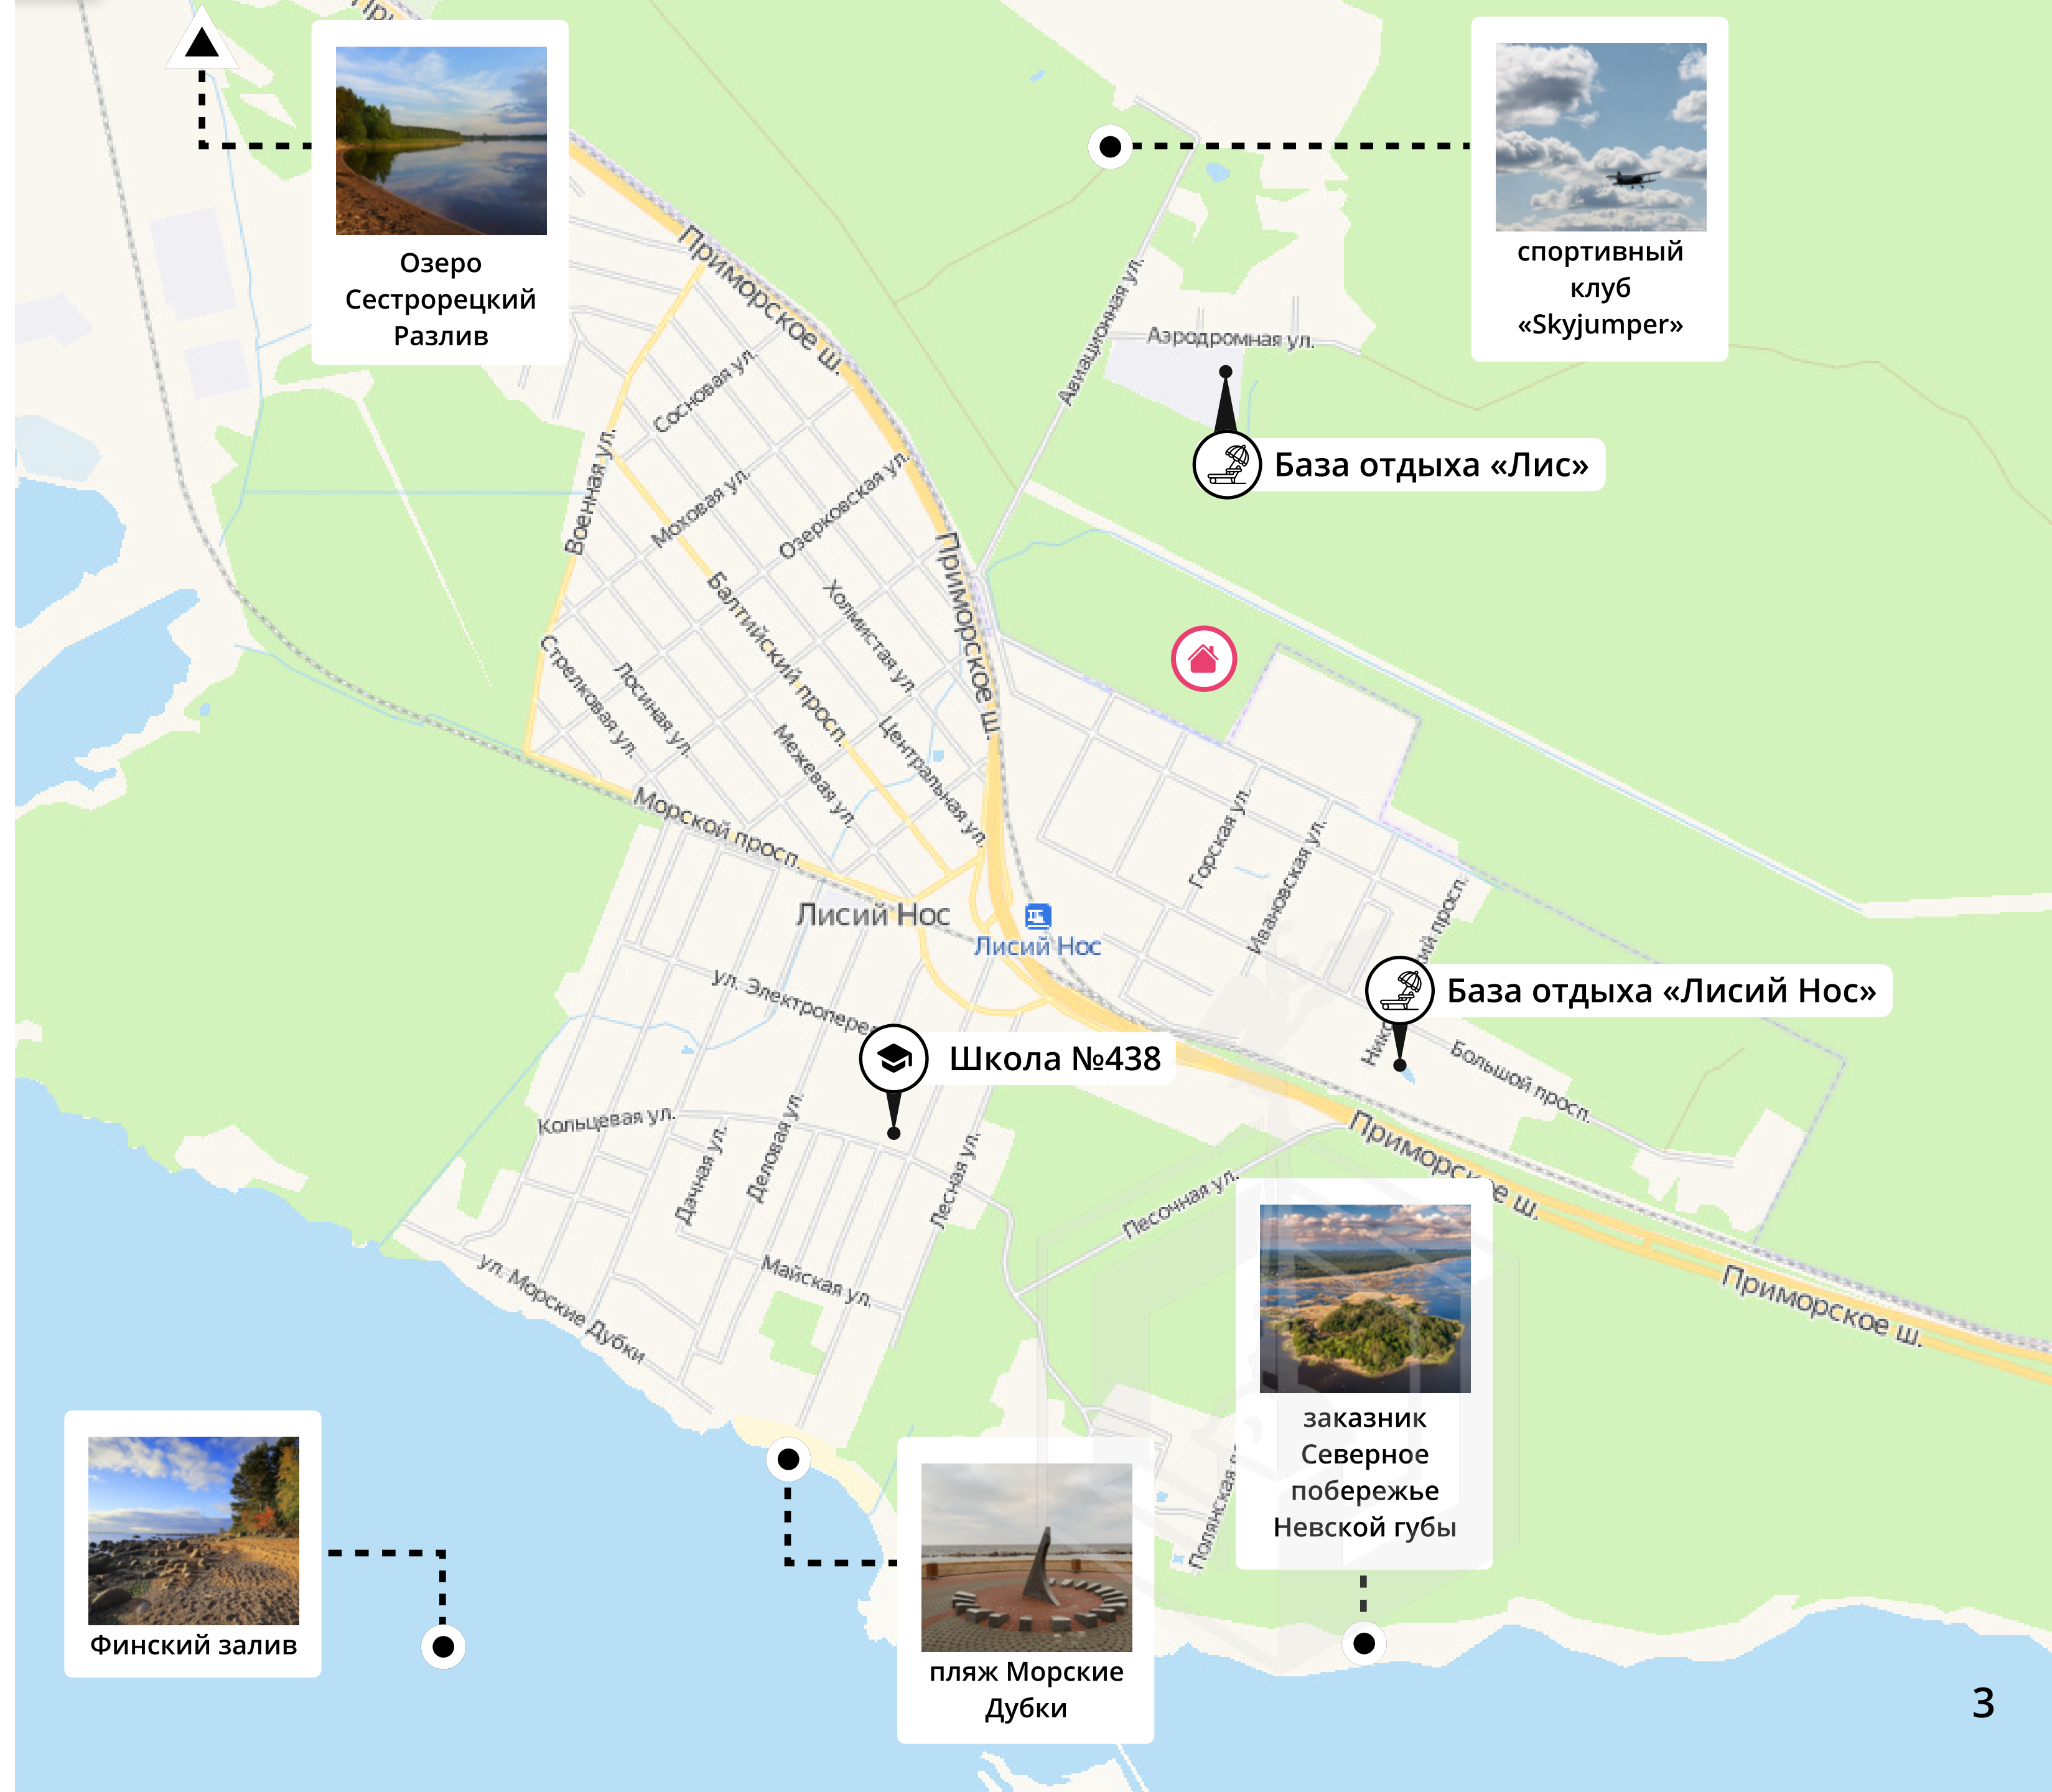 Озеро
Сестрорецкий
Разлив
спортивный
клуб
«Skyjumper»
Приморское ш.
Авиационная ул.
Аэродромная ул.
Сосновая ул.
База отдыха «Лис»
Военная ул.
Моховая ул.
Озерковская ул.
Приморское ш.
Балтийский просп.
Холмистая ул.
Стрелковая ул.
Лосиная ул.
Межевая ул.
Центральная ул.
Морской просп.
Горская ул.
Ивановская ул.
Лисий Нос
Лисий Нос
База отдыха «Лисий Нос»
ул. Электропере
Школа №438
Большой просп.
Кольцевая ул.
Дачная ул.
Деловая ул.
Лесная ул.
Песочная ул.
Приморское ш.
Майская ул.
ул. Морские Дубки
Приморское ш.
заказник
Северное
побережье
Невской губы
Полянская
Финский залив
пляж Морские
Дубки
3